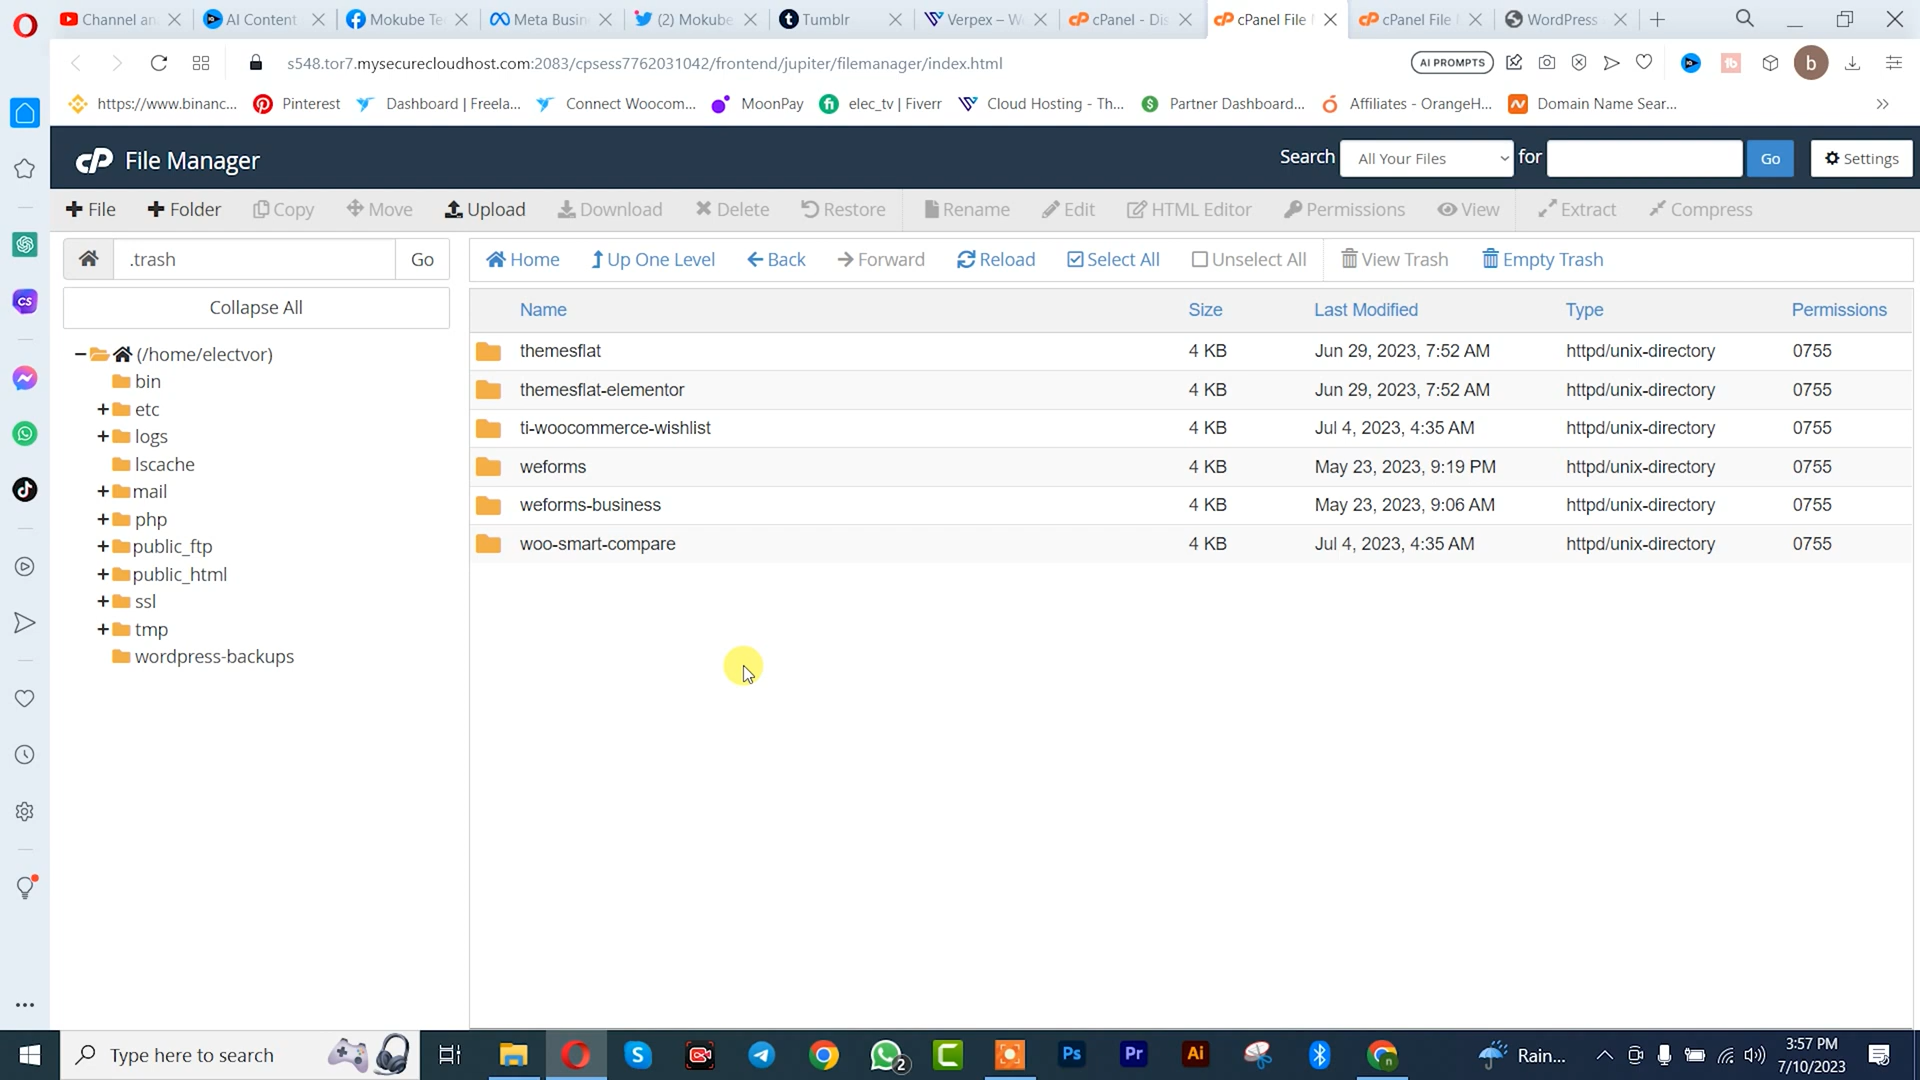 Channel an
AI Content
Mokube Te
Meta Busin
(2) Mokube
Tumblr
Verpex – W
cPanel - Dis
cPanel File
cPanel File
WordPress
s548.tor7.mysecurecloudhost.com:2083/cpsess7762031042/frontend/jupiter/filemanager/index.html
AI PROMPTS
b
https://www.binanc...
Pinterest
Dashboard | Freela...
Connect Woocom...
MoonPay
elec_tv | Fiverr
Cloud Hosting - Th...
Partner Dashboard...
Affiliates - OrangeH...
Domain Name Sear...
cP File Manager
Search All Your Files for Go Settings
File Folder Copy Move Upload Download Delete Restore Rename Edit HTML Editor Permissions View Extract Compress
.trash Go
Home Up One Level Back Forward Reload Select All Unselect All View Trash Empty Trash
Collapse All
(/home/electvor)
bin
etc
logs
lscache
mail
php
public_ftp
public_html
ssl
tmp
wordpress-backups
Name Size Last Modified Type Permissions
themesflat 4 KB Jun 29, 2023, 7:52 AM httpd/unix-directory 0755
themesflat-elementor 4 KB Jun 29, 2023, 7:52 AM httpd/unix-directory 0755
ti-woocommerce-wishlist 4 KB Jul 4, 2023, 4:35 AM httpd/unix-directory 0755
weforms 4 KB May 23, 2023, 9:19 PM httpd/unix-directory 0755
weforms-business 4 KB May 23, 2023, 9:06 AM httpd/unix-directory 0755
woo-smart-compare 4 KB Jul 4, 2023, 4:35 AM httpd/unix-directory 0755
CS
Type here to search
S
2
C
Ps
Pr
Ai
n
Rain...
3:57 PM
7/10/2023